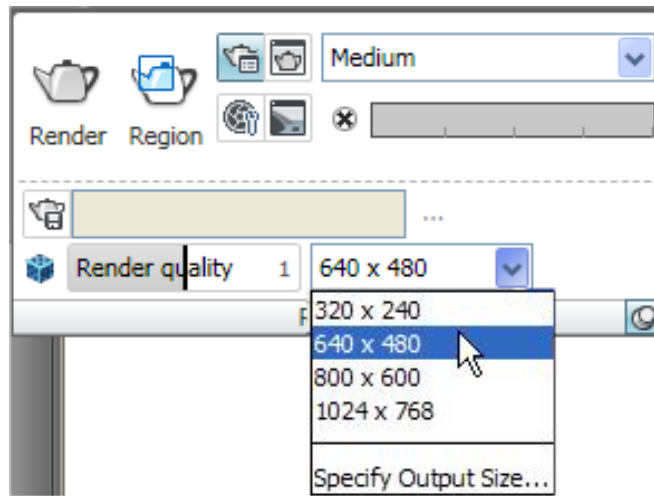 Medium
Render Region
...
Render quality 1 640 x 480
320 x 240
640 x 480
800 x 600
1024 x 768
Specify Output Size...